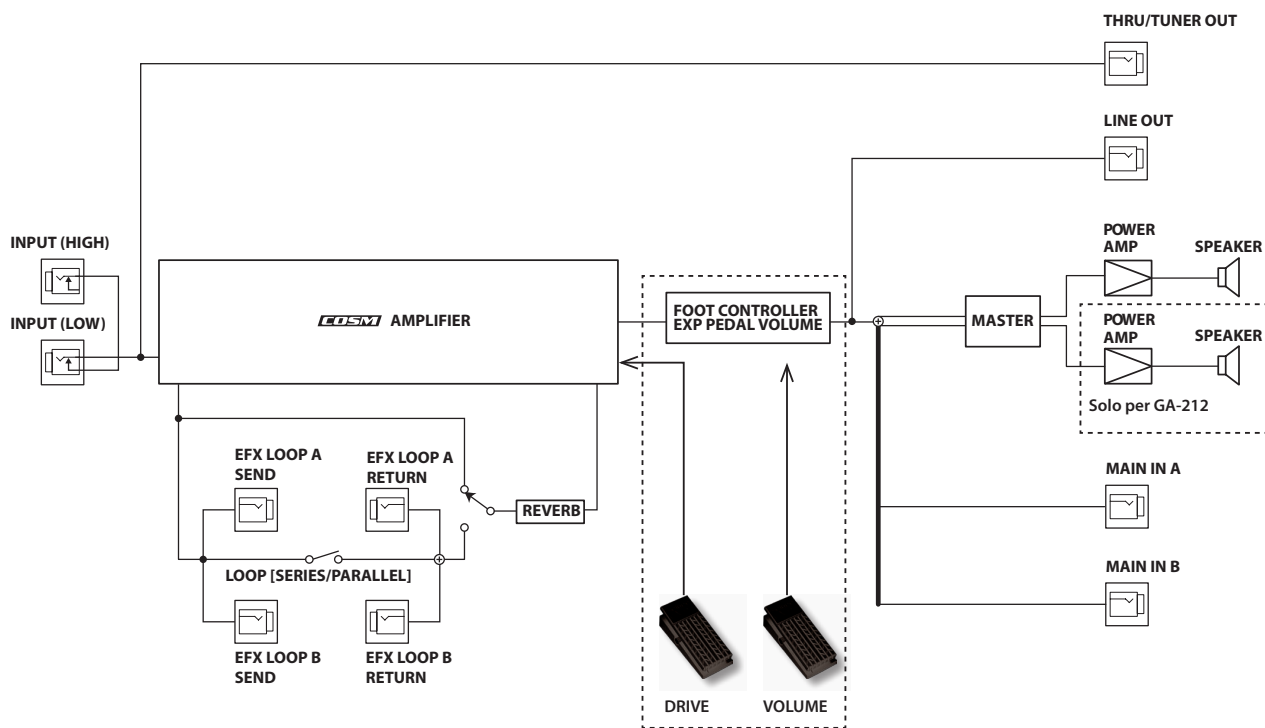 THRU/TUNER OUT
LINE OUT
INPUT (HIGH)
INPUT (LOW)
COSM AMPLIFIER
FOOT CONTROLLER
EXP PEDAL VOLUME
MASTER
POWER
AMP
SPEAKER
POWER
AMP
SPEAKER
Solo per GA-212
EFX LOOP A
SEND
EFX LOOP A
RETURN
REVERB
LOOP [SERIES/PARALLEL]
EFX LOOP B
SEND
EFX LOOP B
RETURN
MAIN IN A
MAIN IN B
DRIVE
VOLUME